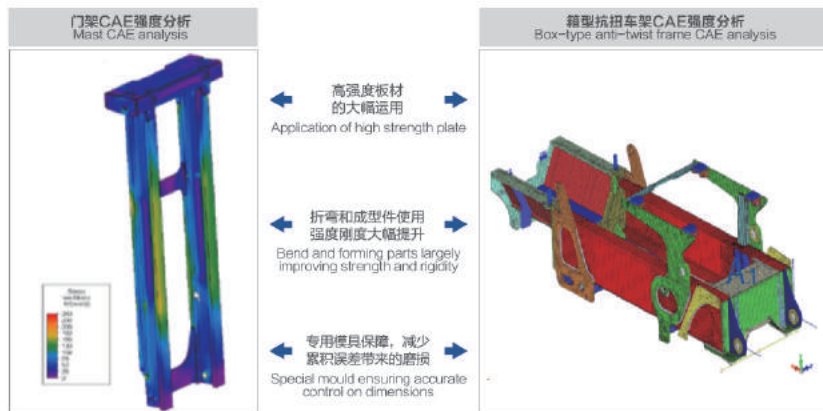 门架CAE强度分析
Mast CAE analysis
箱型抗扭车架CAE强度分析
Box-type anti-twist frame CAE analysis
高强度板材
的大幅运用
Application of high strength plate
折弯和成型件使用
强度刚度大幅提升
Bend and forming parts largely
improving strength and rigidity
专用模具保障，减少
累积误差带来的磨损
Special mould ensuring accurate
control on dimensions